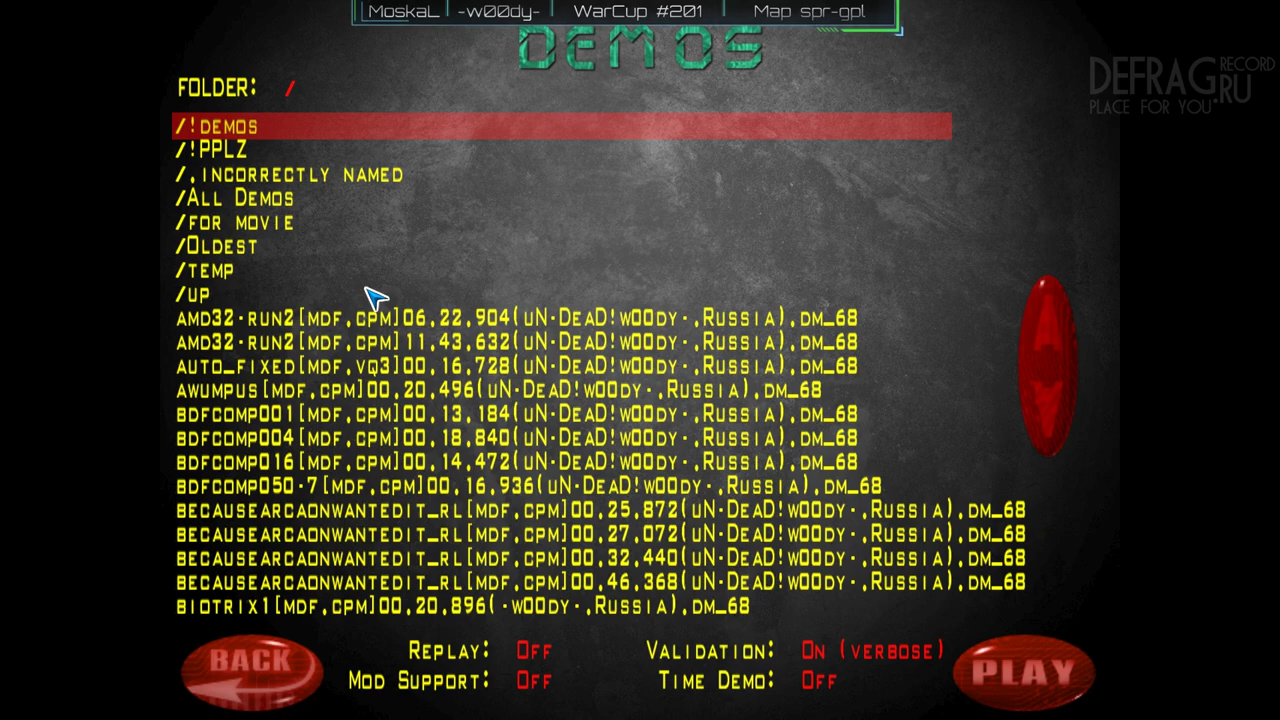 MoskaL -w00dy- WarCup #201 Map spr-gpl
DEMOS
DEFRAG RECORD .RU
PLACE FOR YOU
FOLDER: /
/!DEMOS
/!PPLZ
/.INCORRECTLY NAMED
/ALL DEMOS
/FOR MOVIE
/OLDEST
/TEMP
/UP
AMD32-RUN2[MDF.CPM]06.22.904(UN-DEAD!W00DY-.RUSSIA).DM_68
AMD32-RUN2[MDF.CPM]11.43.632(UN-DEAD!W00DY-.RUSSIA).DM_68
AUTO_FIXED[MDF.VQ3]00.16.728(UN-DEAD!W00DY-.RUSSIA).DM_68
AWUMPUS[MDF.CPM]00.20.496(UN-DEAD!W00DY-.RUSSIA).DM_68
BDFCOMP001[MDF.CPM]00.13.184(UN-DEAD!W00DY-.RUSSIA).DM_68
BDFCOMP004[MDF.CPM]00.18.840(UN-DEAD!W00DY-.RUSSIA).DM_68
BDFCOMP016[MDF.CPM]00.14.472(UN-DEAD!W00DY-.RUSSIA).DM_68
BDFCOMP050-7[MDF.CPM]00.16.936(UN-DEAD!W00DY-.RUSSIA).DM_68
BECAUSEARCAONWANTEDIT_RL[MDF.CPM]00.25.872(UN-DEAD!W00DY-.RUSSIA).DM_68
BECAUSEARCAONWANTEDIT_RL[MDF.CPM]00.27.072(UN-DEAD!W00DY-.RUSSIA).DM_68
BECAUSEARCAONWANTEDIT_RL[MDF.CPM]00.32.440(UN-DEAD!W00DY-.RUSSIA).DM_68
BECAUSEARCAONWANTEDIT_RL[MDF.CPM]00.46.368(UN-DEAD!W00DY-.RUSSIA).DM_68
BIOTRIX1[MDF.CPM]00.20.896(-W00DY-.RUSSIA).DM_68
BACK
REPLAY: OFF VALIDATION: ON (VERBOSE)
MOD SUPPORT: OFF TIME DEMO: OFF
PLAY